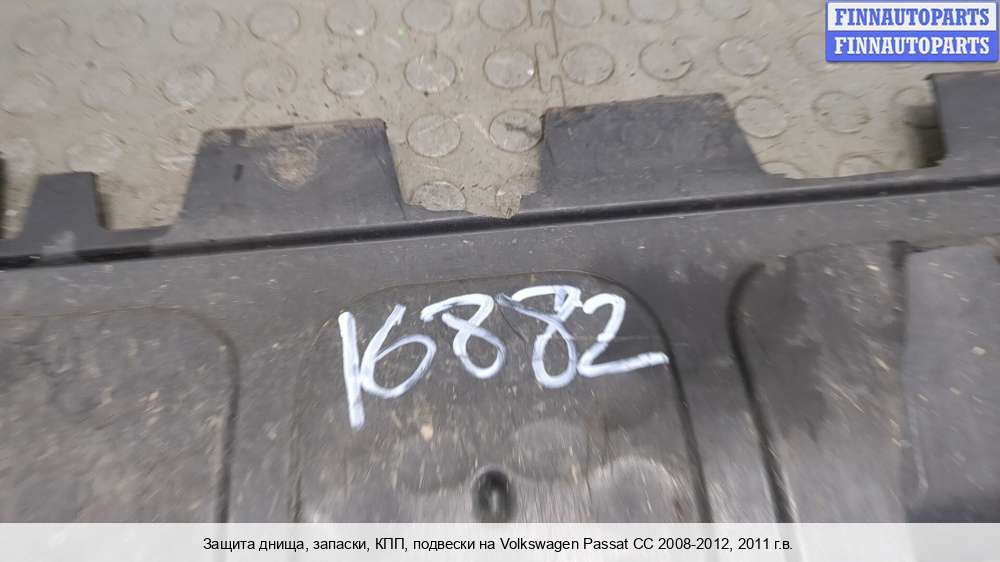 FINNAUTOPARTS
FINNAUTOPARTS
16882
Защита днища, запаски, КПП, подвески на Volkswagen Passat CC 2008-2012, 2011 г.в.